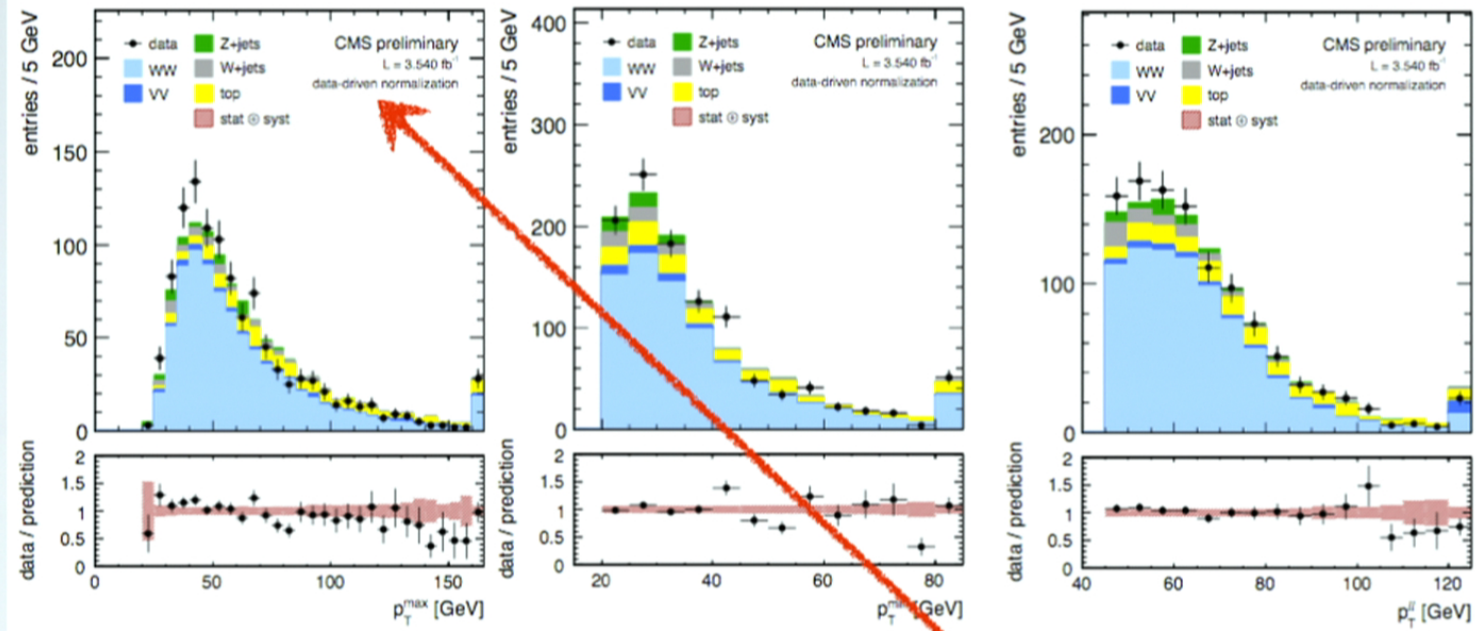 entries / 5 GeV
200
150
100
50
0
data
WW
VV
Z+jets
W+jets
top
stat ⊕ syst
CMS preliminary
L = 3.540 fb⁻¹
data-driven normalization
data / prediction
2
1.5
1
0.5
0
0 50 100 150
p_T^max [GeV]
entries / 5 GeV
400
300
200
100
0
data
WW
VV
Z+jets
W+jets
top
stat ⊕ syst
CMS preliminary
L = 3.540 fb⁻¹
data-driven normalization
data / prediction
2
1.5
1
0.5
0
20 40 60 80
p_T [GeV]
entries / 5 GeV
200
100
0
data
WW
VV
Z+jets
W+jets
top
stat ⊕ syst
CMS preliminary
L = 3.540 fb⁻¹
data-driven normalization
data / prediction
2
1.5
1
0.5
0
40 60 80 100 120
p_T^ll [GeV]